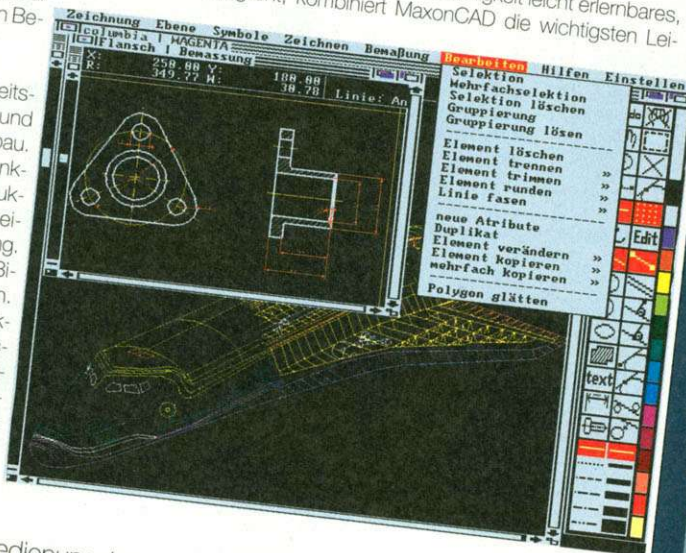 leicht erlernbares,
kombiniert MaxonCAD die wichtigsten Lei-
n Be-
eits-
und
bau.
nk-
uk-
ei-
ng.
Bi-
n.
k-
Zeichnung Ebene Symbole Zeichnen Bemaßung Bearbeiten Hilfen Einstellen
columbia | MAGENTA
Flansch | Bemassung
X: 250.00 Y: 180.00
R: 349.77 W: 30.78 Linie: An
Selektion
Mehrfachselektion
Selektion löschen
Gruppierung
Gruppierung lösen
Element löschen
Element trennen »
Element trimmen »
Element runden »
Linie fasen »
neue Atribute
Duplikat
Element verändern »
Element kopieren »
mehrfach kopieren »
Polygon glätten
Edit
text